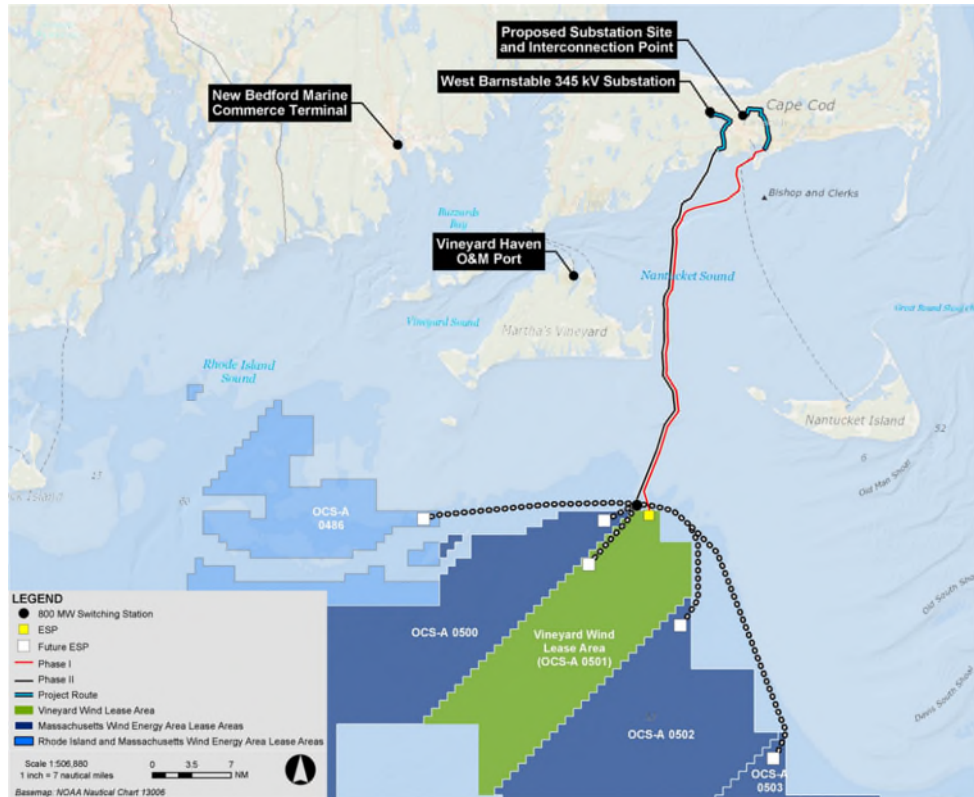 Proposed Substation Site
and Interconnection Point
West Barnstable 345 kV Substation
New Bedford Marine
Commerce Terminal
Cape Cod
Bishop and Clerks
Buzzards
Bay
Vineyard Haven
O&M Port
Nantucket Sound
Vineyard Sound
Martha's Vineyard
Rhode Island
Sound
Nantucket Island
52
6
Old Man Shoal
13
Island
OCS-A
0486
OCS-A 0500
Vineyard Wind
Lease Area
(OCS-A 0501)
OCS-A 0502
OCS-A
0503
Old South Shoal
Davis South Shoal
LEGEND
800 MW Switching Station
ESP
Future ESP
Phase I
Phase II
Project Route
Vineyard Wind Lease Area
Massachusetts Wind Energy Area Lease Areas
Rhode Island and Massachusetts Wind Energy Area Lease Areas
Scale 1:506,880
1 inch = 7 nautical miles
0 3.5 7
NM
Basemap: NOAA Nautical Chart 13006